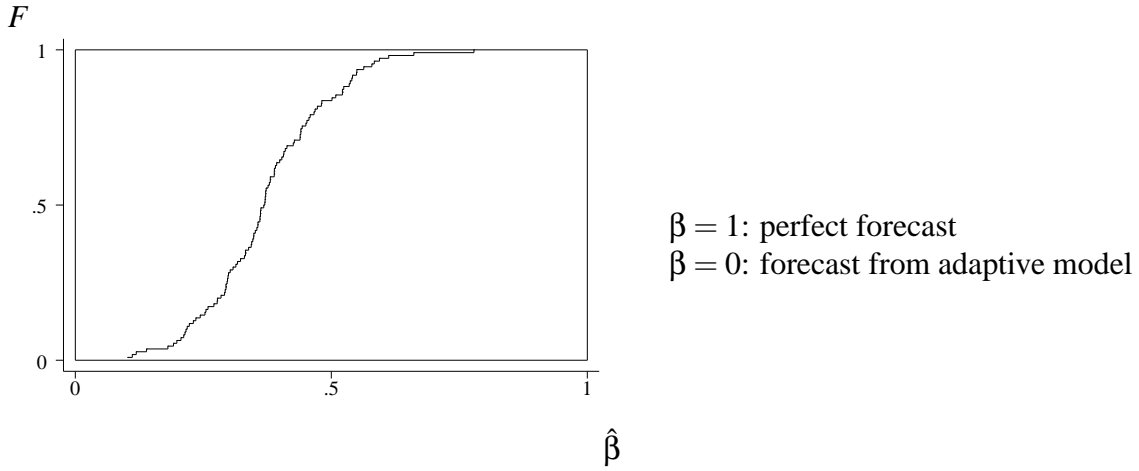 F
1
.5
0
0 .5 1
β̂
β = 1: perfect forecast
β = 0: forecast from adaptive model